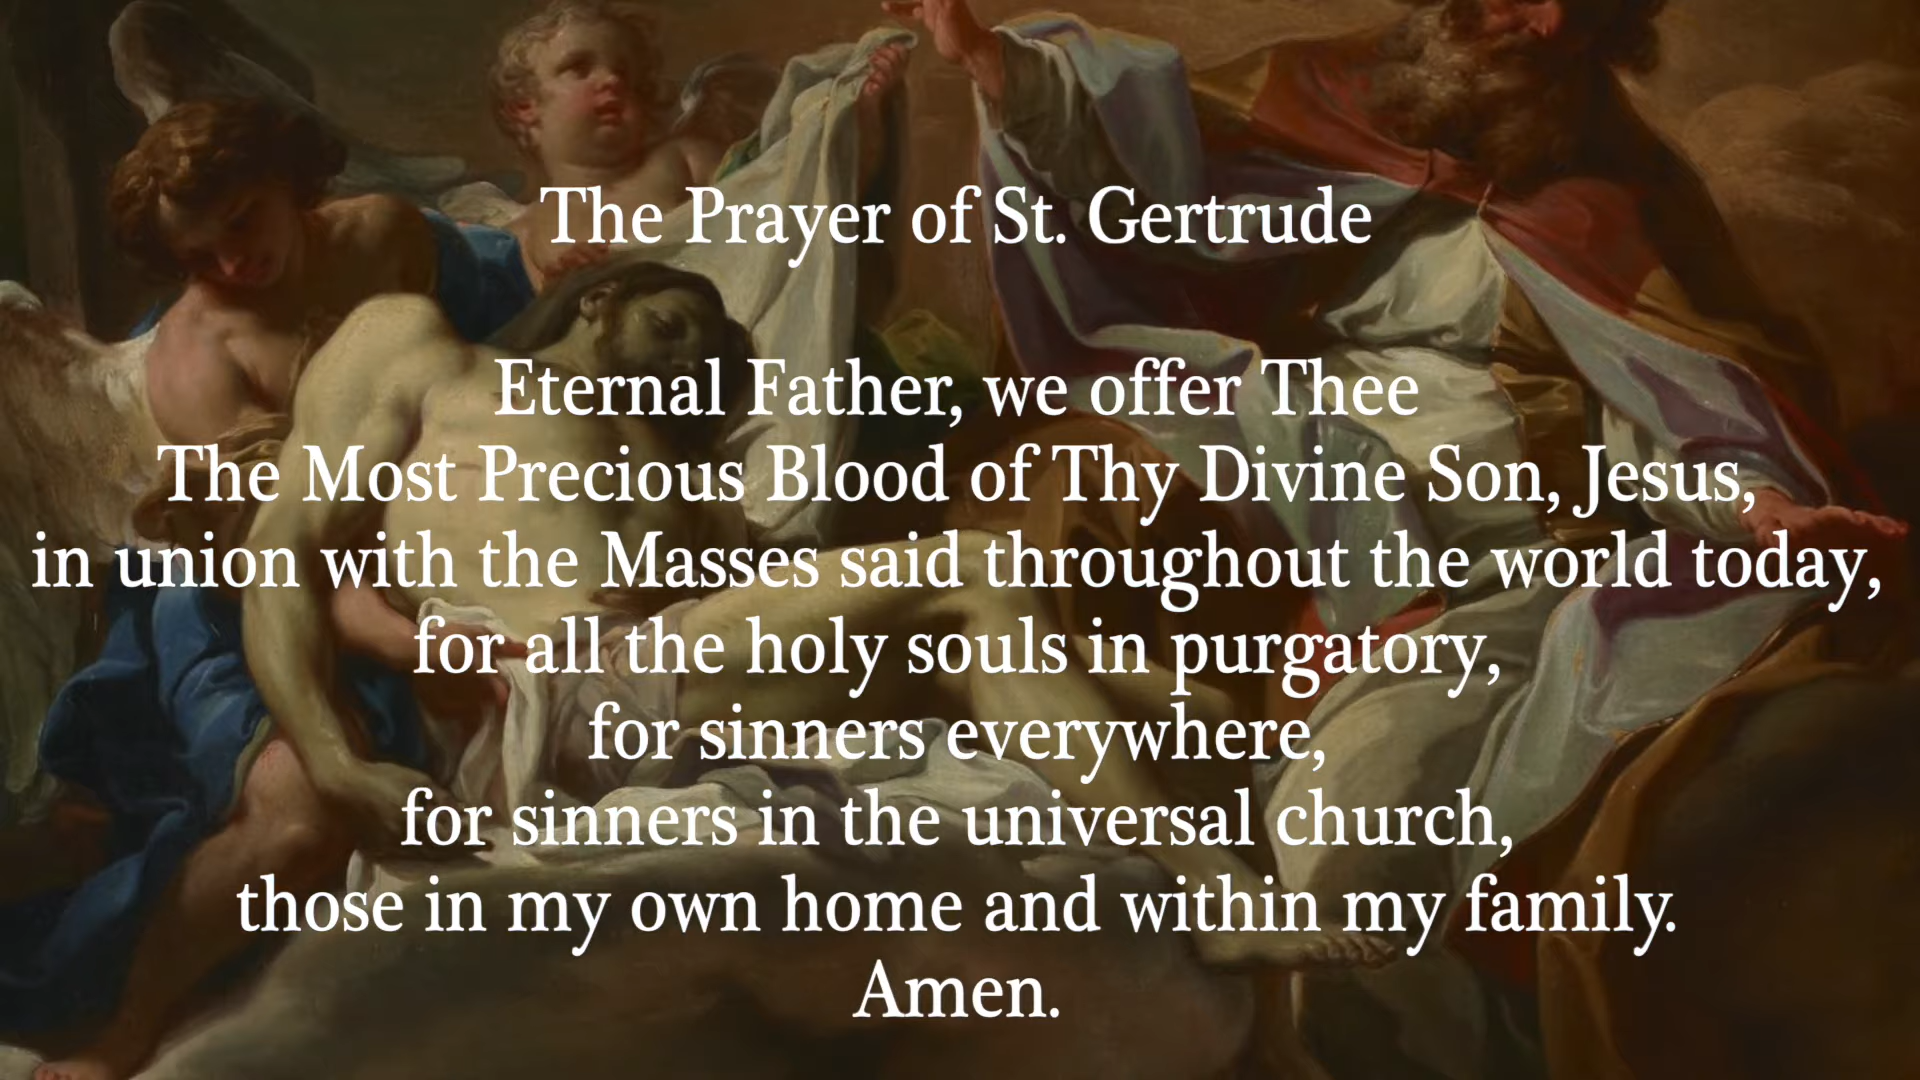 The Prayer of St. Gertrude
Eternal Father, we offer Thee
The Most Precious Blood of Thy Divine Son, Jesus,
in union with the Masses said throughout the world today,
for all the holy souls in purgatory,
for sinners everywhere,
for sinners in the universal church,
those in my own home and within my family.
Amen.